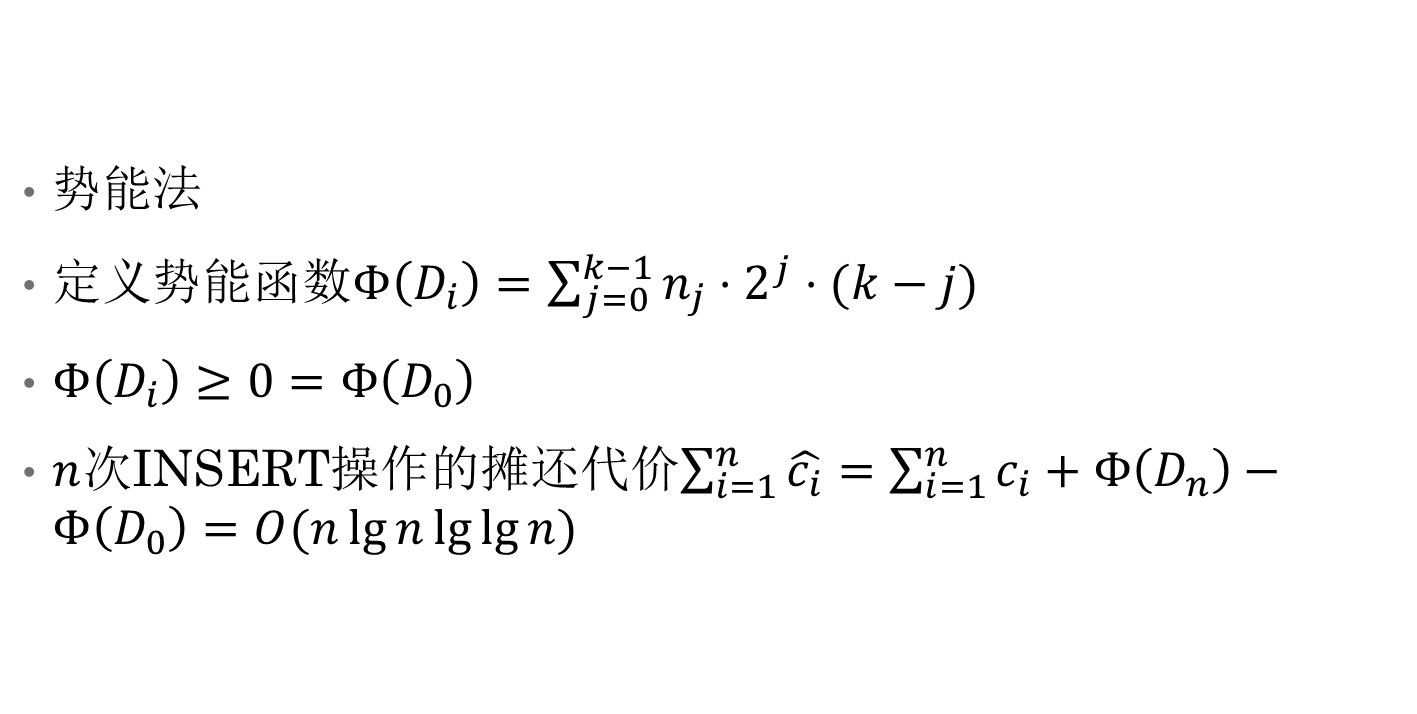 • 势能法
• 定义势能函数Φ(D_i) = ∑_{j=0}^{k−1} n_j · 2^j · (k − j)
• Φ(D_i) ≥ 0 = Φ(D_0)
• n次INSERT操作的摊还代价∑_{i=1}^{n} \widehat{c_i} = ∑_{i=1}^{n} c_i + Φ(D_n) −
Φ(D_0) = O(n lg n lg lg n)